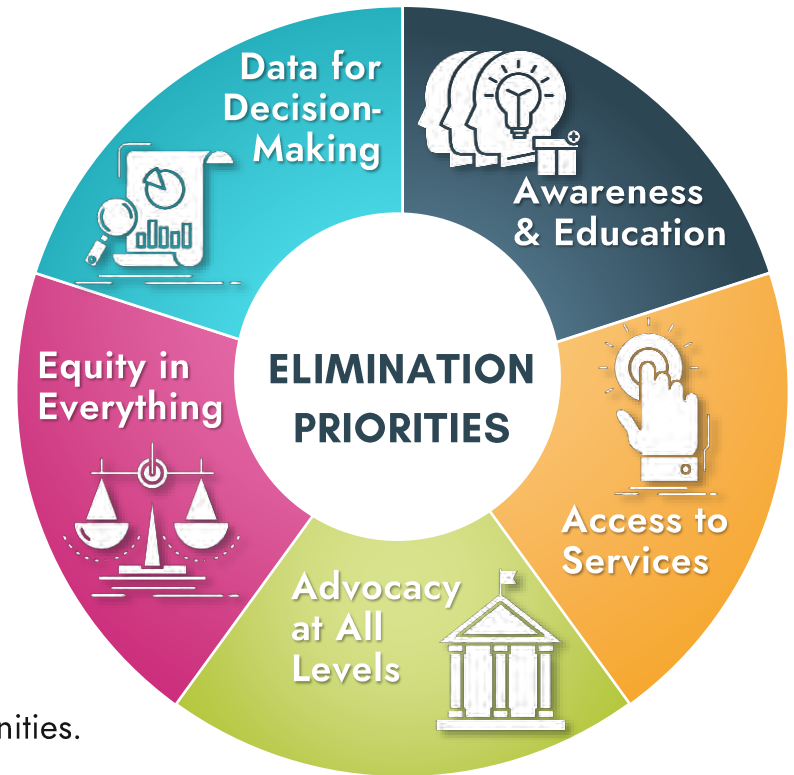 Data for
Decision-
Making
Awareness
& Education
Equity in
Everything
ELIMINATION
PRIORITIES
Access to
Services
Advocacy
at All
Levels
nities.